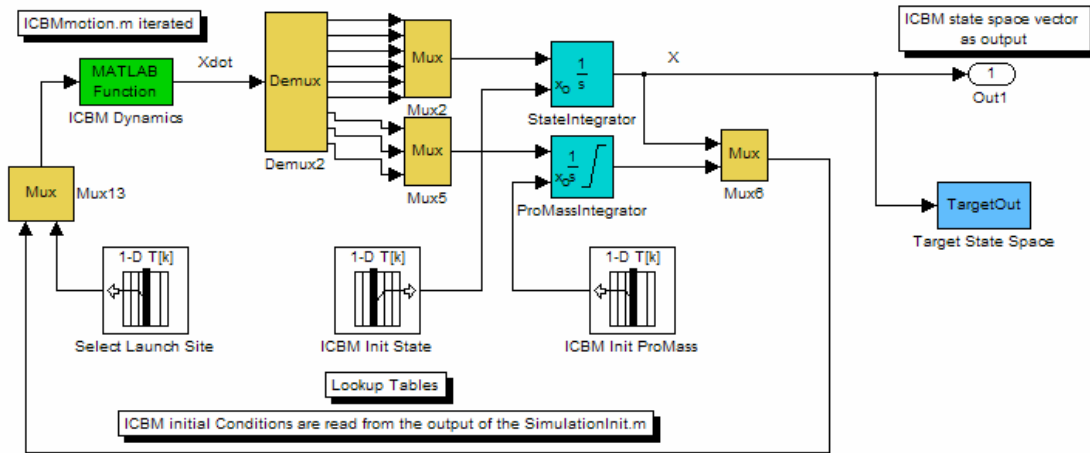 ICBMmotion.m iterated
ICBM state space vector
as output
MATLAB
Function
ICBM Dynamics
Xdot
Demux
Demux2
Mux
Mux2
Mux
Mux5
1
s
xo
StateIntegrator
X
1
Out1
1
s
xo
ProMassIntegrator
Mux
Mux6
Mux
Mux13
TargetOut
Target State Space
1-D T[k]
Select Launch Site
1-D T[k]
ICBM Init State
1-D T[k]
ICBM Init ProMass
Lookup Tables
ICBM initial Conditions are read from the output of the SimulationInit.m